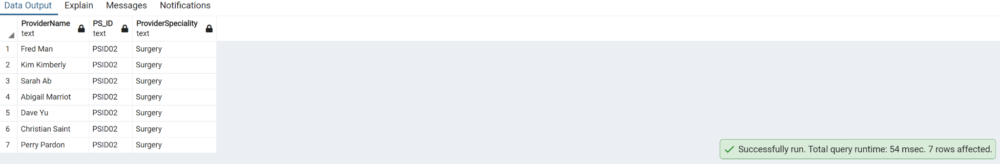 Data Output Explain Messages Notifications
ProviderName PS_ID ProviderSpeciality
text text text
1 Fred Man PSID02 Surgery
2 Kim Kimberly PSID02 Surgery
3 Sarah Ab PSID02 Surgery
4 Abigail Marriot PSID02 Surgery
5 Dave Yu PSID02 Surgery
6 Christian Saint PSID02 Surgery
7 Perry Pardon PSID02 Surgery
Successfully run. Total query runtime: 54 msec. 7 rows affected.